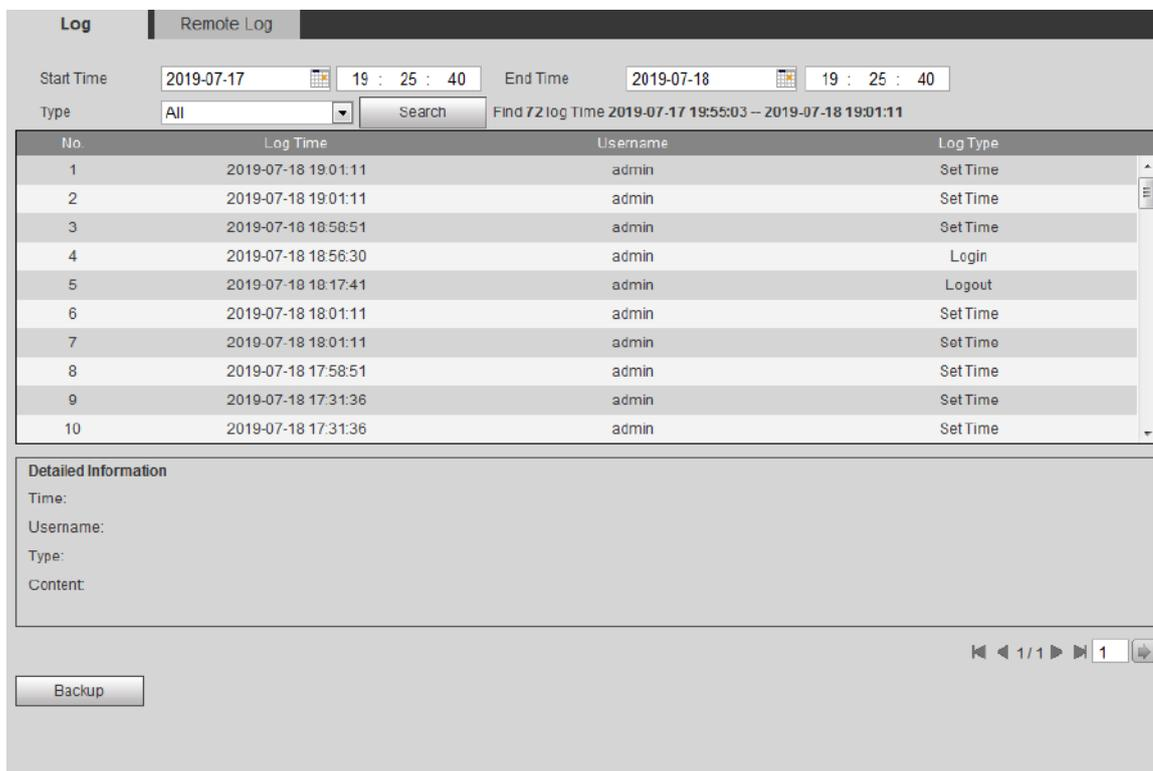 Log Remote Log
Start Time 2019-07-17 19 : 25 : 40 End Time 2019-07-18 19 : 25 : 40
Type All Search Find 72 log Time 2019-07-17 19:55:03 -- 2019-07-18 19:01:11
No. Log Time Username Log Type
1 2019-07-18 19:01:11 admin Set Time
2 2019-07-18 19:01:11 admin Set Time
3 2019-07-18 18:58:51 admin Set Time
4 2019-07-18 18:56:30 admin Login
5 2019-07-18 18:17:41 admin Logout
6 2019-07-18 18:01:11 admin Set Time
7 2019-07-18 18:01:11 admin Set Time
8 2019-07-18 17:58:51 admin Set Time
9 2019-07-18 17:31:36 admin Set Time
10 2019-07-18 17:31:36 admin Set Time
Detailed Information
Time:
Username:
Type:
Content:
1/1 1
Backup